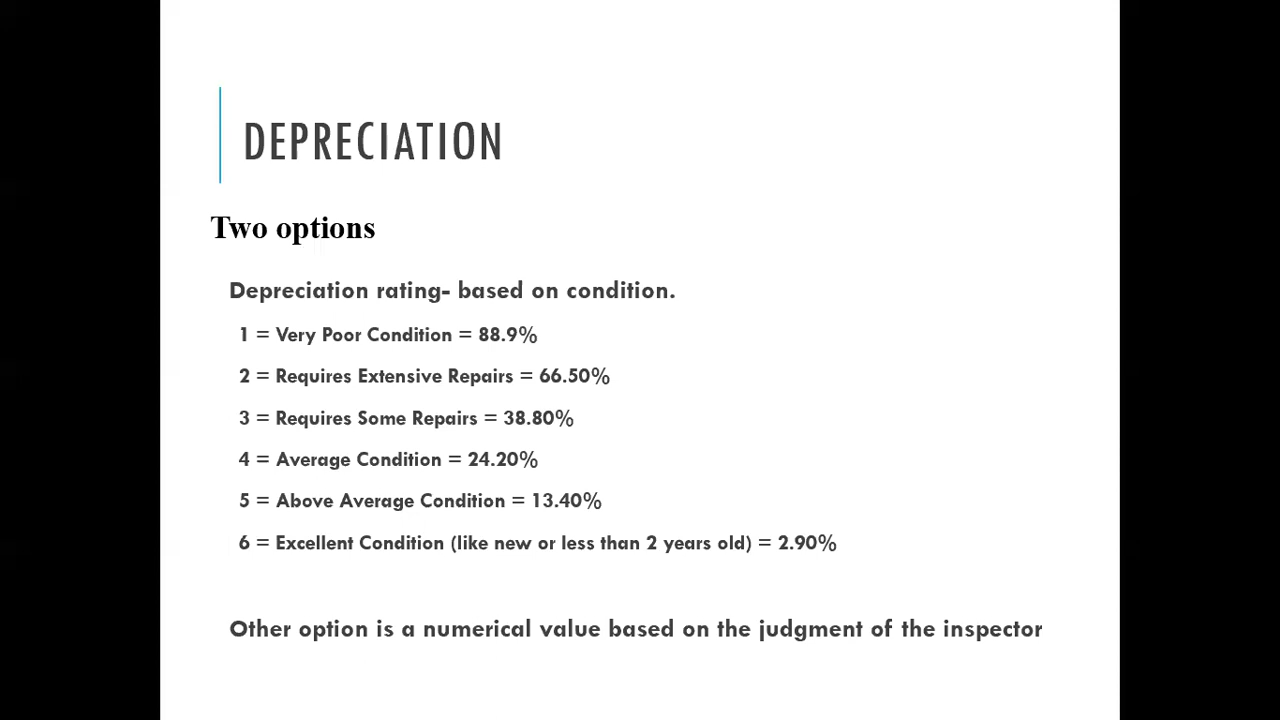 DEPRECIATION
Two options
Depreciation rating- based on condition.
1 = Very Poor Condition = 88.9%
2 = Requires Extensive Repairs = 66.50%
3 = Requires Some Repairs = 38.80%
4 = Average Condition = 24.20%
5 = Above Average Condition = 13.40%
6 = Excellent Condition (like new or less than 2 years old) = 2.90%
Other option is a numerical value based on the judgment of the inspector